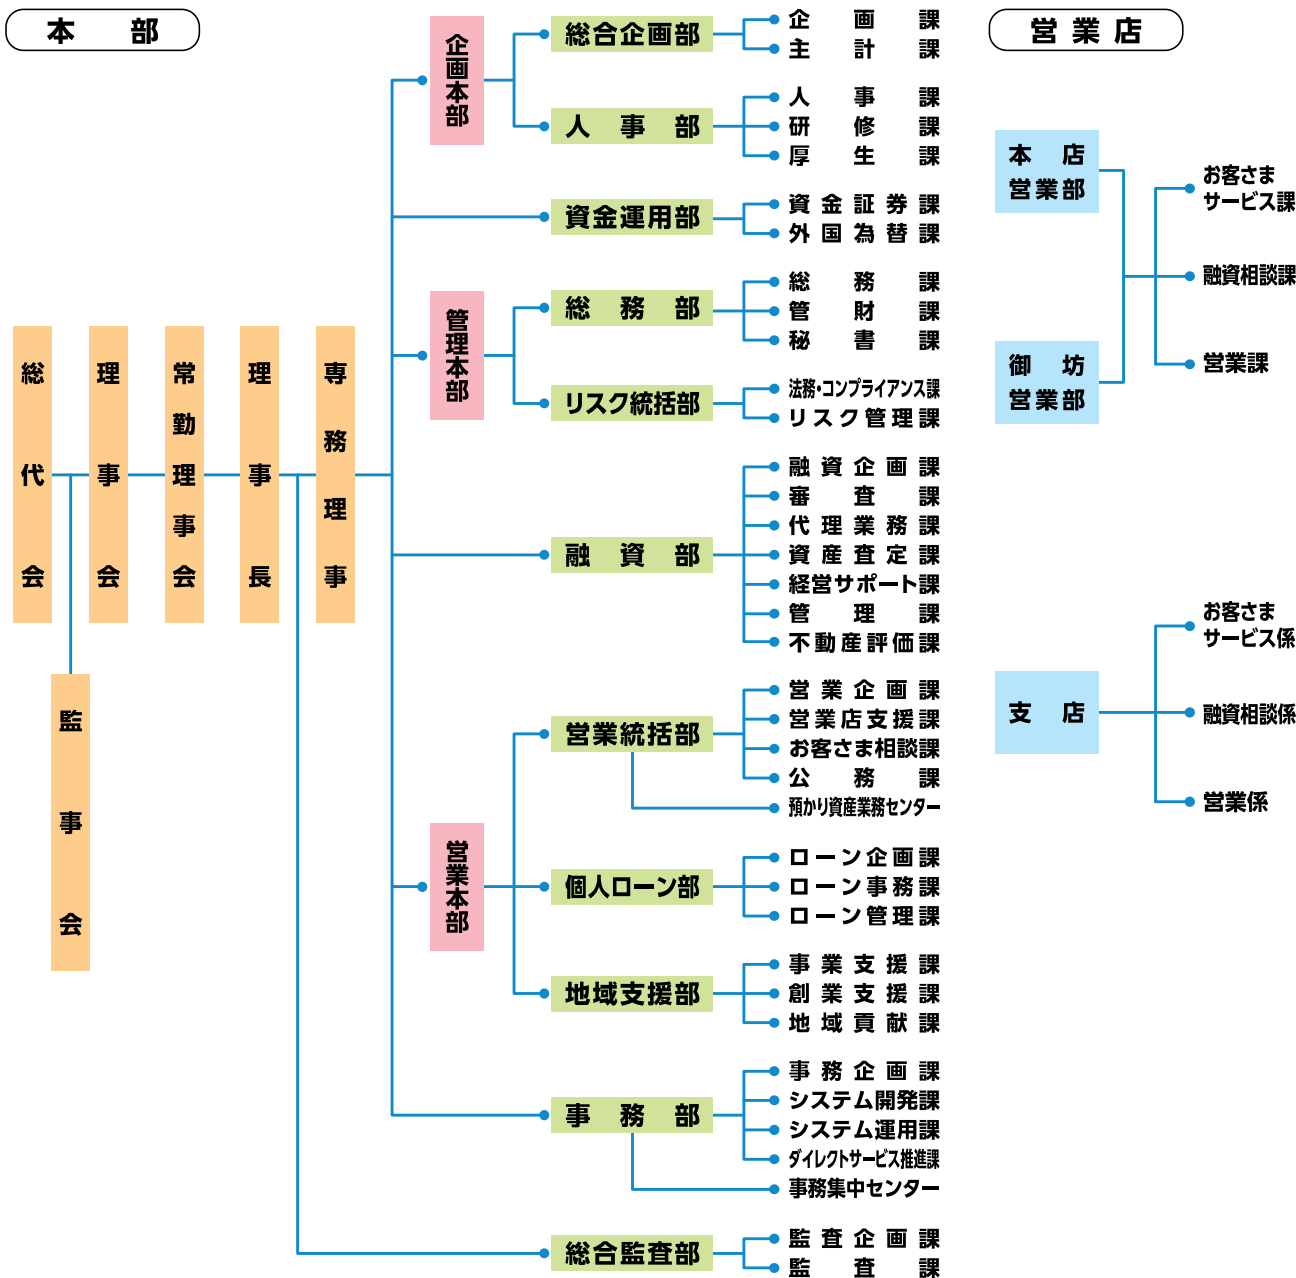 本部
総代会
監事会
理事会
常勤理事会
理事長
専務理事
企画本部
総合企画部
企画課
主計課
人事部
人事課
研修課
厚生課
資金運用部
資金証券課
外国為替課
管理本部
総務部
総務課
管財課
秘書課
リスク統括部
法務・コンプライアンス課
リスク管理課
融資部
融資企画課
審査課
代理業務課
資産査定課
経営サポート課
管理課
不動産評価課
営業本部
営業統括部
営業企画課
営業店支援課
お客さま相談課
公務課
預かり資産業務センター
個人ローン部
ローン企画課
ローン事務課
ローン管理課
地域支援部
事業支援課
創業支援課
地域貢献課
事務部
事務企画課
システム開発課
システム運用課
ダイレクトサービス推進課
事務集中センター
総合監査部
監査企画課
監査課
営業店
本店
営業部
御坊
営業部
お客さま
サービス課
融資相談課
営業課
支店
お客さま
サービス係
融資相談係
営業係